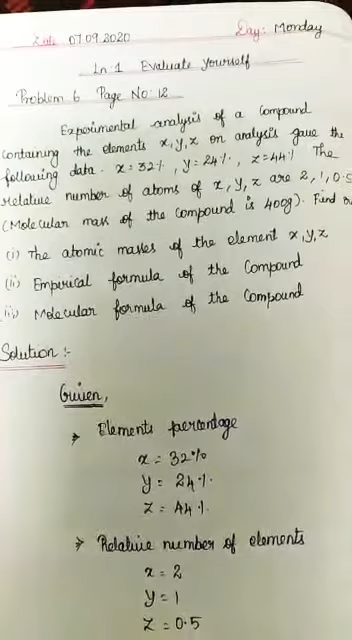 Date 07.09.2020 Day: Monday
Ln:1 Evaluate yourself
Problem 6 Page No: 12
Experimental analysis of a compound
containing the elements x, y, z on analysis gave the
following data. x = 32%, y = 24%, z = 44% The
relative number of atoms of x, y, z are 2, 1, 0.5
(Molecular mass of the compound is 400g). Find
(i) The atomic masses of the element x, y, z
(ii) Empirical formula of the compound
(iii) Molecular formula of the compound
Solution :-
Given,
Elements percentage
x = 32%
y = 24%
z = 44%
Relative number of elements
x = 2
y = 1
z = 0.5